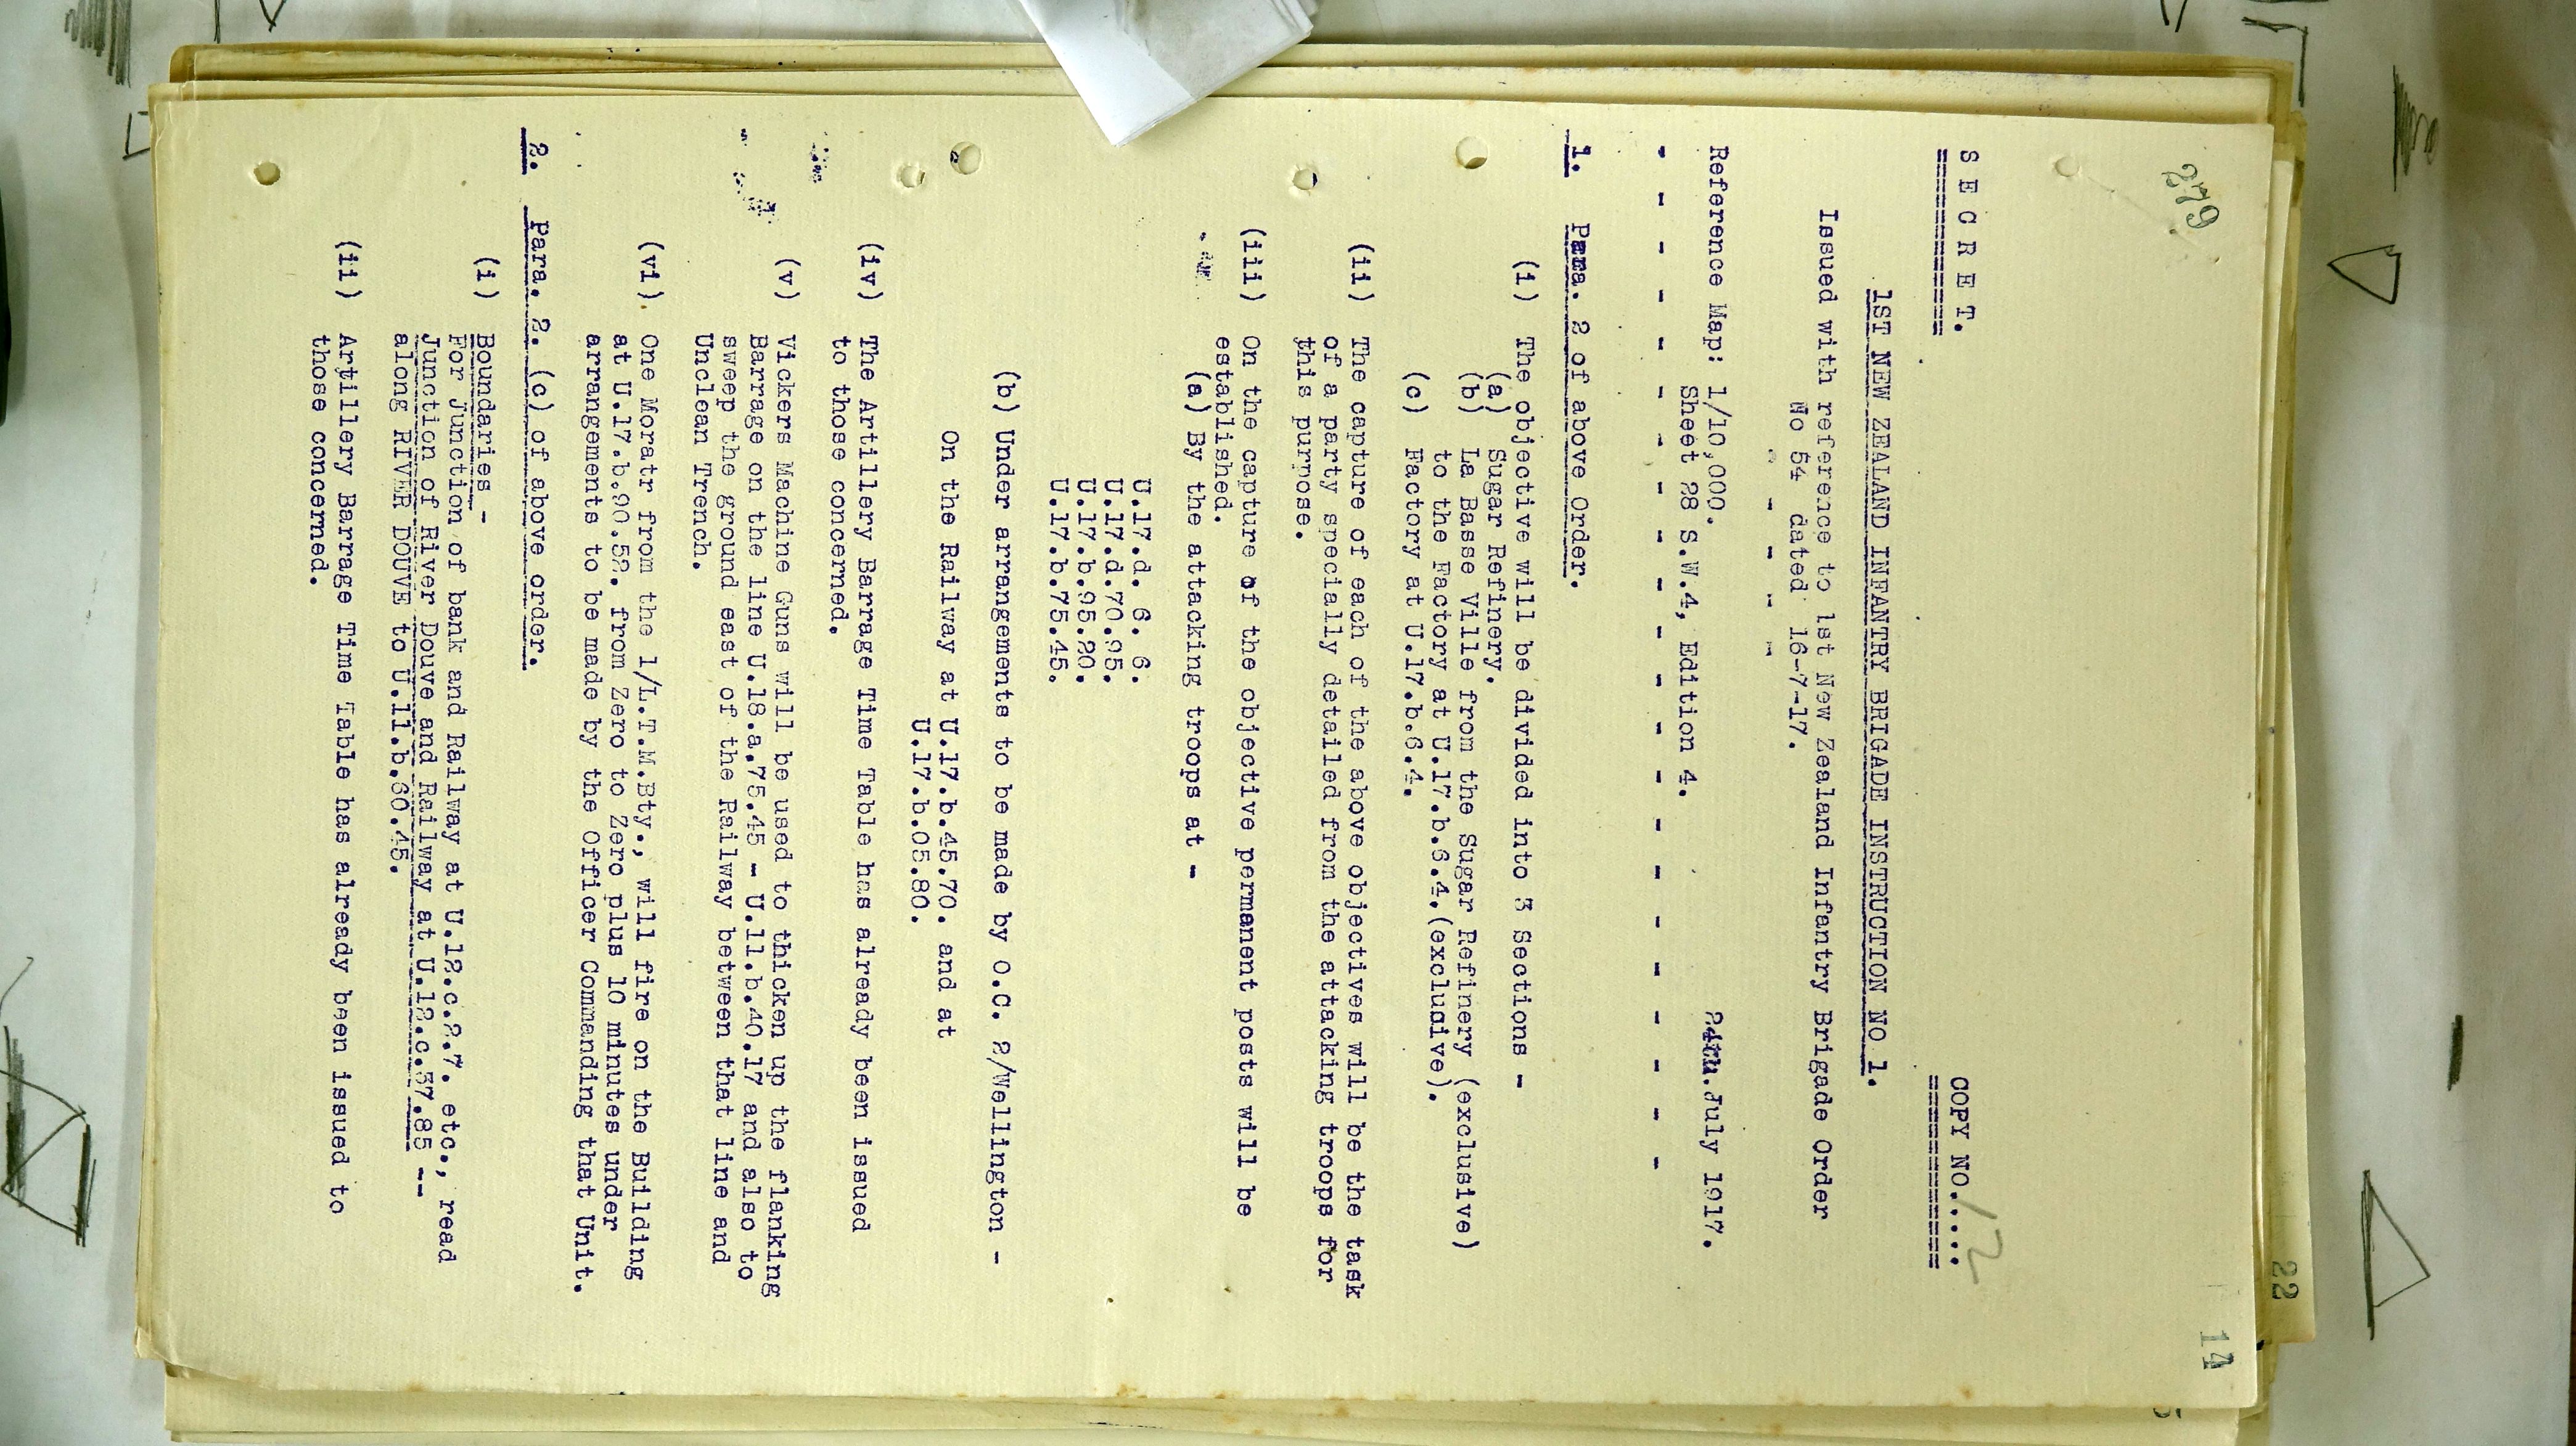 279
22
14
S E C R E T.
COPY NO......
12
1ST NEW ZEALAND INFANTRY BRIGADE INSTRUCTION NO 1.
Issued with reference to 1st New Zealand Infantry Brigade Order
No 54 dated 16-7-17.
Reference Map: 1/10,000.
24th. July 1917.
Sheet 28 S.W.4, Edition 4.
1. Para. 2 of above Order.
(i) The objective will be divided into 3 Sections -
(a) Sugar Refinery.
(b) La Basse Ville from the Sugar Refinery (exclusive)
to the Factory at U.17.b.6.4.(exclusive).
(c) Factory at U.17.b.6.4.
(ii) The capture of each of the above objectives will be the task
of a party specially detailed from the attacking troops for
this purpose.
(iii) On the capture of the objective permanent posts will be
established.
(a) By the attacking troops at -
U.17.d. 6. 6.
U.17.d.70.95.
U.17.b.95.20.
U.17.b.75.45.
(b) Under arrangements to be made by O.C. 2/Wellington -
On the Railway at U.17.b.45.70. and at
U.17.b.05.80.
(iv) The Artillery Barrage Time Table has already been issued
to those concerned.
(v) Vickers Machine Guns will be used to thicken up the flanking
Barrage on the line U.18.a.75.45 - U.11.b.40.17 and also to
sweep the ground east of the Railway between that line and
Unclean Trench.
(vi). One Moratr from the 1/L.T.M.Bty., will fire on the Building
at U.17.b.90.52. from Zero to Zero plus 10 minutes under
arrangements to be made by the Officer Commanding that Unit.
2. Para. 2. (c) of above order.
(i) Boundaries -
For Junction of bank and Railway at U.12.c.2.7. etc., read
Junction of River Douve and Railway at U.12.c.37.85 --
along RIVER DOUVE to U.11.b.60.45.
(ii) Artillery Barrage Time Table has already been issued to
those concerned.